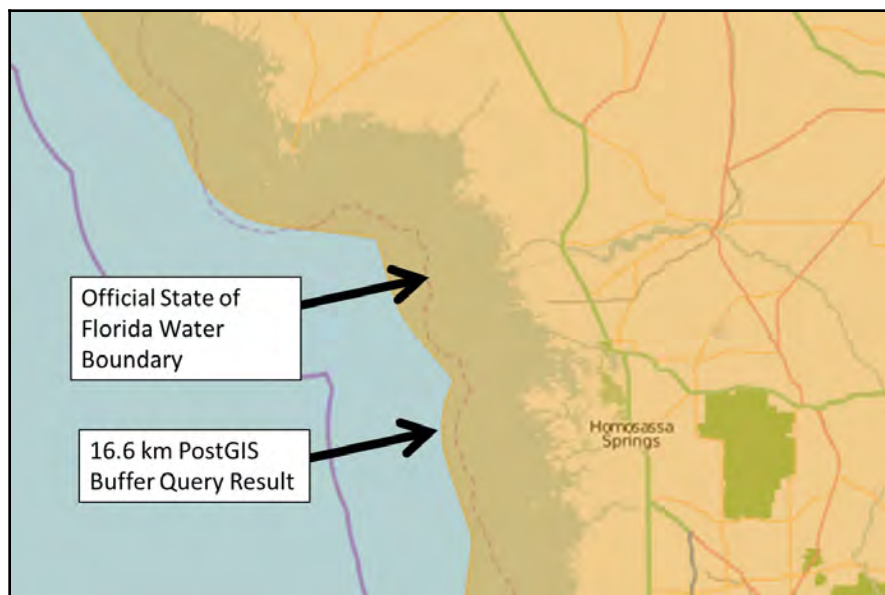 Official State of
Florida Water
Boundary
16.6 km PostGIS
Buffer Query Result
Homosassa
Springs